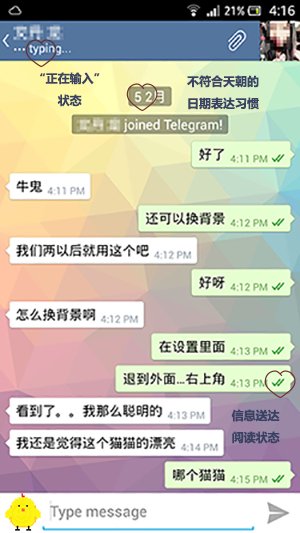 21% 4:16
... typing...
“正在输入”
状态
不符合天朝的
日期表达习惯
5 2月
joined Telegram!
好了 4:11 PM
牛鬼 4:11 PM
还可以换背景 4:12 PM
我们两以后就用这个吧 4:12 PM
好呀 4:12 PM
怎么换背景啊 4:12 PM
在设置里面 4:13 PM
退到外面...右上角 4:13 PM
看到了。。我那么聪明的 4:13 PM
信息送达
阅读状态
我还是觉得这个猫猫的漂亮 4:14 PM
哪个猫猫 4:15 PM
Type message